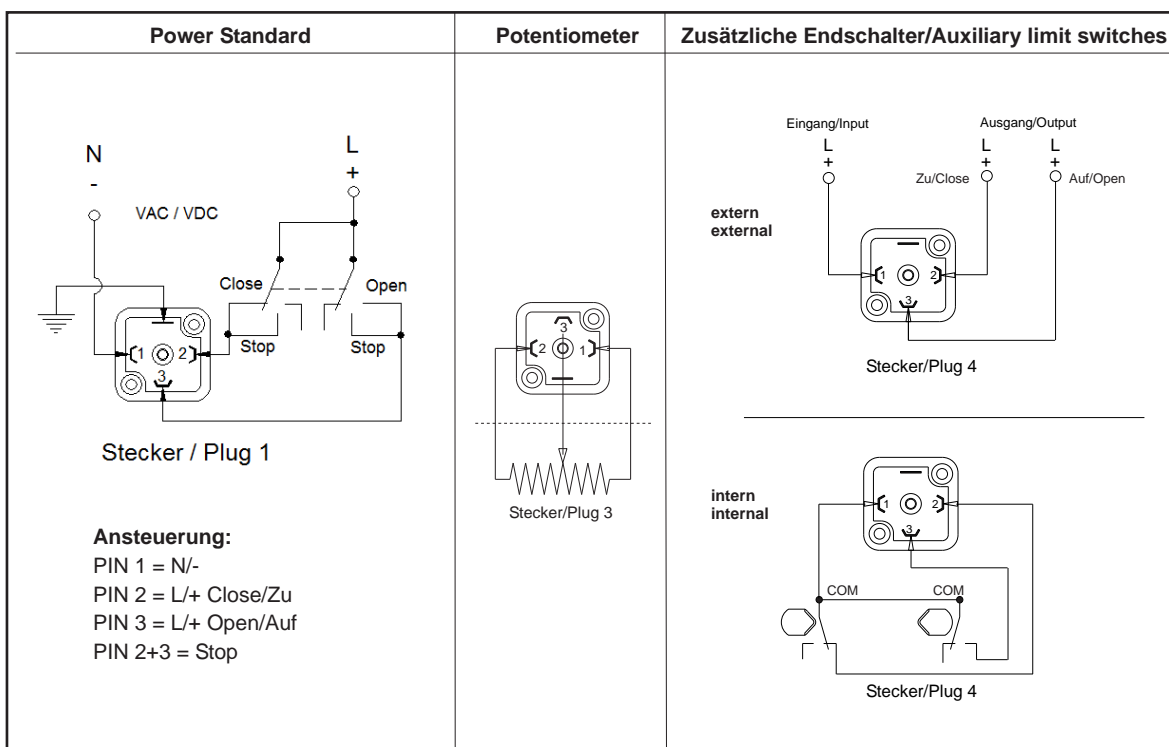 Power Standard
N
-
VAC / VDC
L
+
Close
Open
Stop
Stop
1
2
3
Stecker / Plug 1
Ansteuerung:
PIN 1 = N/-
PIN 2 = L/+ Close/Zu
PIN 3 = L/+ Open/Auf
PIN 2+3 = Stop
Potentiometer
3
2
1
Stecker/Plug 3
Zusätzliche Endschalter/Auxiliary limit switches
Eingang/Input
L
+
Ausgang/Output
L
+
L
+
Zu/Close
Auf/Open
extern
external
1
2
3
Stecker/Plug 4
intern
internal
1
2
3
COM
COM
Stecker/Plug 4